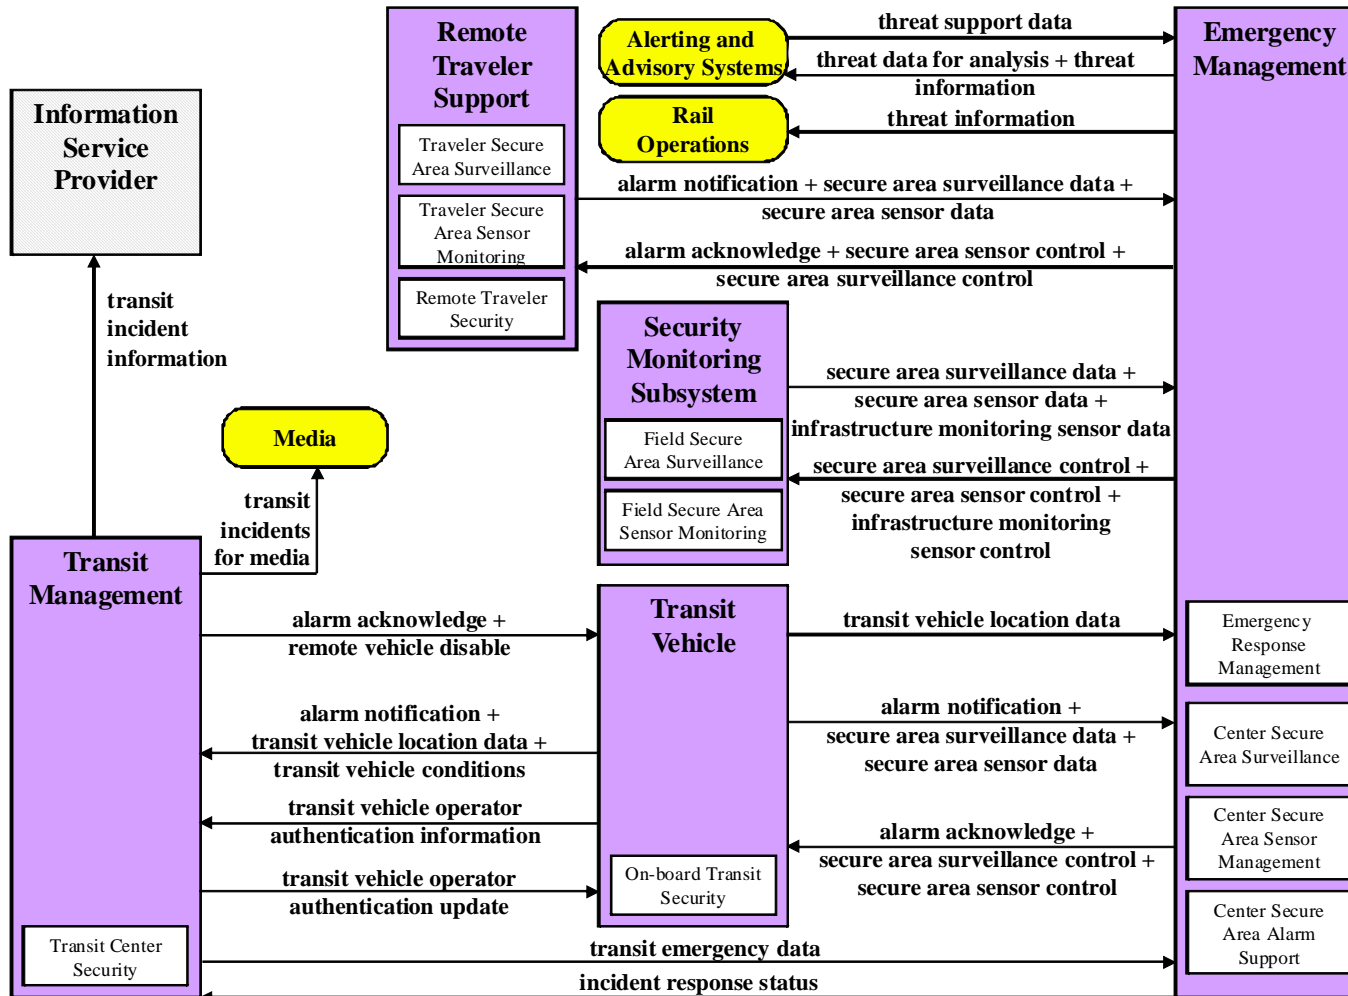 Remote
Traveler
Support
Traveler Secure
Area Surveillance
Traveler Secure
Area Sensor
Monitoring
Remote Traveler
Security
Alerting and
Advisory Systems
Rail
Operations
threat support data
threat data for analysis + threat
information
threat information
Emergency
Management
Information
Service
Provider
alarm notification + secure area surveillance data +
secure area sensor data
alarm acknowledge + secure area sensor control +
secure area surveillance control
transit
incident
information
Security
Monitoring
Subsystem
Field Secure
Area Surveillance
Field Secure Area
Sensor Monitoring
secure area surveillance data +
secure area sensor data +
infrastructure monitoring sensor data
secure area surveillance control +
secure area sensor control +
infrastructure monitoring
sensor control
Media
transit
incidents
for media
Transit
Management
alarm acknowledge +
remote vehicle disable
Transit
Vehicle
transit vehicle location data
Emergency
Response
Management
alarm notification +
transit vehicle location data +
transit vehicle conditions
alarm notification +
secure area surveillance data +
secure area sensor data
Center Secure
Area Surveillance
transit vehicle operator
authentication information
alarm acknowledge +
secure area surveillance control +
secure area sensor control
Center Secure
Area Sensor
Management
transit vehicle operator
authentication update
On-board Transit
Security
Transit Center
Security
transit emergency data
Center Secure
Area Alarm
Support
incident response status